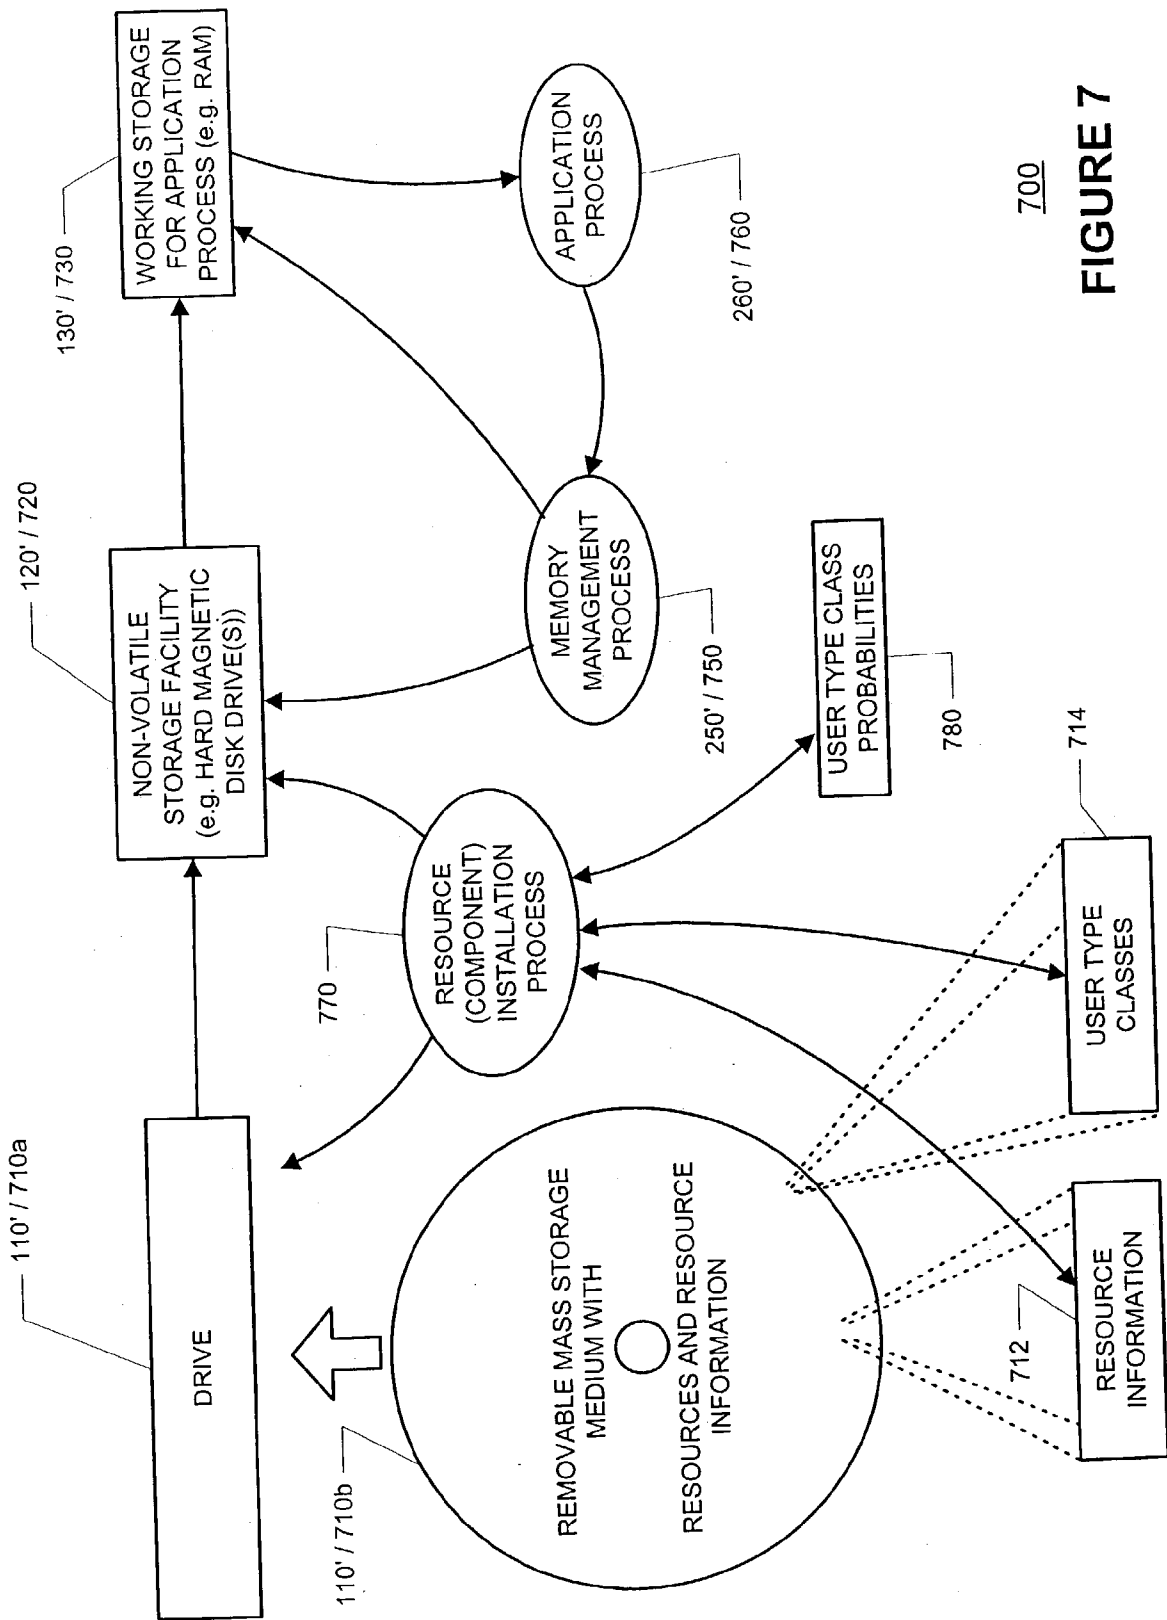 110' / 710a
DRIVE
120' / 720
NON-VOLATILE
STORAGE FACILITY
(e.g. HARD MAGNETIC
DISK DRIVE(S))
130' / 730
WORKING STORAGE
FOR APPLICATION
PROCESS (e.g. RAM)
110' / 710b
REMOVABLE MASS STORAGE
MEDIUM WITH
RESOURCES AND RESOURCE
INFORMATION
770
RESOURCE
(COMPONENT)
INSTALLATION
PROCESS
MEMORY
MANAGEMENT
PROCESS
250' / 750
APPLICATION
PROCESS
260' / 760
USER TYPE CLASS
PROBABILITIES
780
712
RESOURCE
INFORMATION
714
USER TYPE
CLASSES
700
FIGURE 7